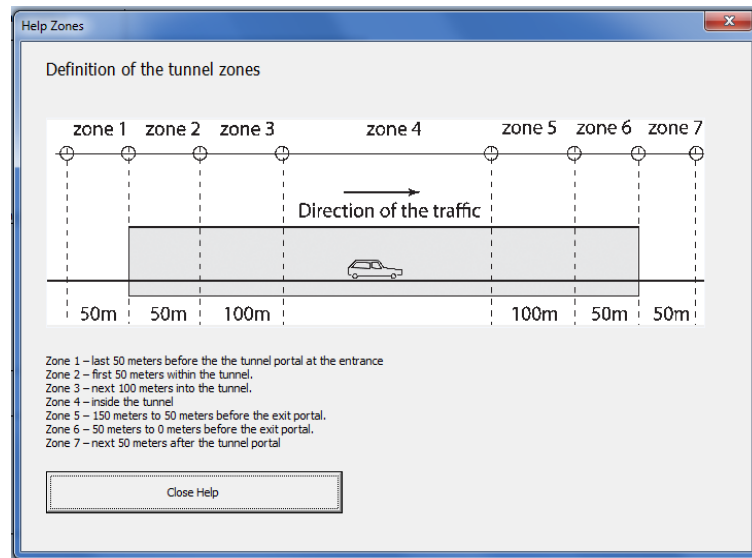 Help Zones
x
Definition of the tunnel zones
zone 1 zone 2 zone 3 zone 4 zone 5 zone 6 zone 7
Direction of the traffic
50m 50m 100m 100m 50m 50m
Zone 1 – last 50 meters before the the tunnel portal at the entrance
Zone 2 – first 50 meters within the tunnel.
Zone 3 – next 100 meters into the tunnel.
Zone 4 – inside the tunnel
Zone 5 – 150 meters to 50 meters before the exit portal.
Zone 6 – 50 meters to 0 meters before the exit portal.
Zone 7 – next 50 meters after the tunnel portal
Close Help